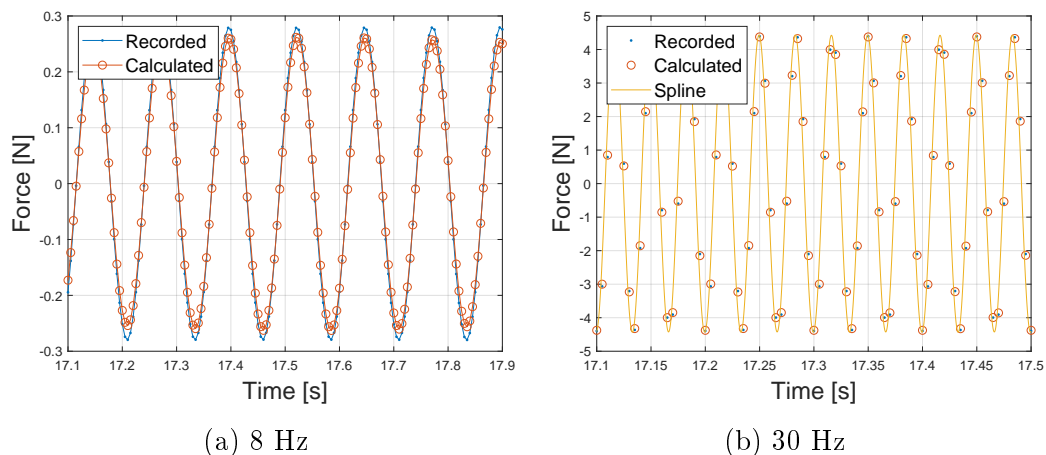 0.3
0.2
0.1
0
-0.1
-0.2
-0.3
Force [N]
Recorded
Calculated
17.1 17.2 17.3 17.4 17.5 17.6 17.7 17.8 17.9
Time [s]
(a) 8 Hz
5
4
3
2
1
0
-1
-2
-3
-4
-5
Force [N]
Recorded
Calculated
Spline
17.1 17.15 17.2 17.25 17.3 17.35 17.4 17.45 17.5
Time [s]
(b) 30 Hz